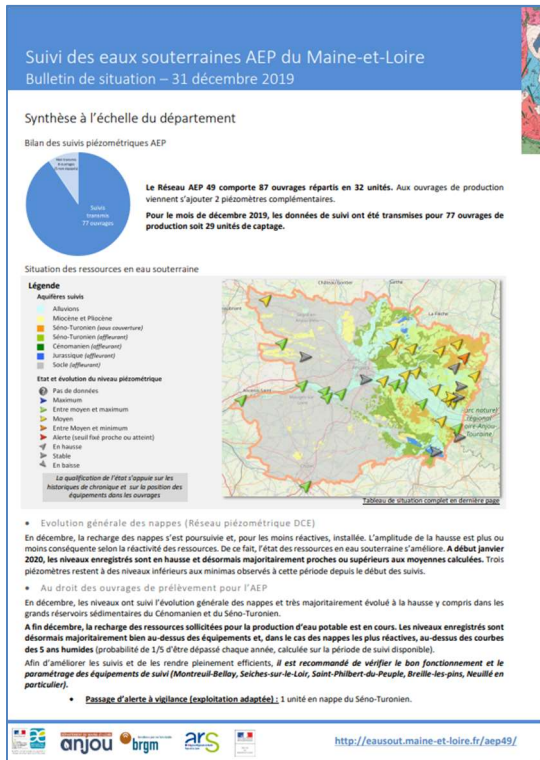 Suivi des eaux souterraines AEP du Maine-et-Loire
Bulletin de situation – 31 décembre 2019
Synthèse à l'échelle du département
Bilan des suivis piézométriques AEP
Suivis
transmis
77 ouvrages
Le Réseau AEP 49 comporte 87 ouvrages répartis en 32 unités. Aux ouvrages de production
viennent s'ajouter 2 piézomètres complémentaires.
Pour le mois de décembre 2019, les données de suivi ont été transmises pour 77 ouvrages de
production soit 29 unités de captage.
Situation des ressources en eau souterraine
Légende
Aquifères suivis
Alluvions
Miocène et Pliocène
Séno-Turonien (sous couverture)
Séno-Turonien (affleurant)
Cénomanien (affleurant)
Jurassique (affleurant)
Socle (affleurant)
Etat et évolution du niveau piézométrique
Pas de données
Maximum
Entre moyen et maximum
Moyen
Entre Moyen et minimum
Alerte (seuil fixé proche ou atteint)
En hausse
Stable
En baisse
La qualification de l'état s'appuie sur les
historiques de chronique et sur la position des
équipements dans les ouvrages
La Flèche
Parc naturel
régional
Loire-Anjou-
Touraine
Tableau de situation complet en dernière page
• Evolution générale des nappes (Réseau piézométrique DCE)
En décembre, la recharge des nappes s'est poursuivie et, pour les moins réactives, installée. L'amplitude de la hausse est plus ou
moins conséquente selon la réactivité des ressources. De ce fait, l'état des ressources en eau souterraine s'améliore. A début janvier
2020, les niveaux enregistrés sont en hausse et désormais majoritairement proches ou supérieurs aux moyennes calculées. Trois
piézomètres restent à des niveaux inférieurs aux minimas observés à cette période depuis le début des suivis.
• Au droit des ouvrages de prélèvement pour l'AEP
En décembre, les niveaux ont suivi l'évolution générale des nappes et très majoritairement évolué à la hausse y compris dans les
grands réservoirs sédimentaires du Cénomanien et du Séno-Turonien.
A fin décembre, la recharge des ressources sollicitées pour la production d'eau potable est en cours. Les niveaux enregistrés sont
désormais majoritairement bien au-dessus des équipements et, dans le cas des nappes les plus réactives, au-dessus des courbes
des 5 ans humides (probabilité de 1/5 d'être dépassé chaque année, calculée sur la période de suivi disponible).
Afin d'améliorer les suivis et de les rendre pleinement efficients, il est recommandé de vérifier le bon fonctionnement et le
paramétrage des équipements de suivi (Montreuil-Bellay, Seiches-sur-le-Loir, Saint-Philbert-du-Peuple, Breille-les-pins, Neuillé en
particulier).
• Passage d'alerte à vigilance (exploitation adaptée) : 1 unité en nappe du Séno-Turonien.
anjou
brgm
ars
http://eausout.maine-et-loire.fr/aep49/